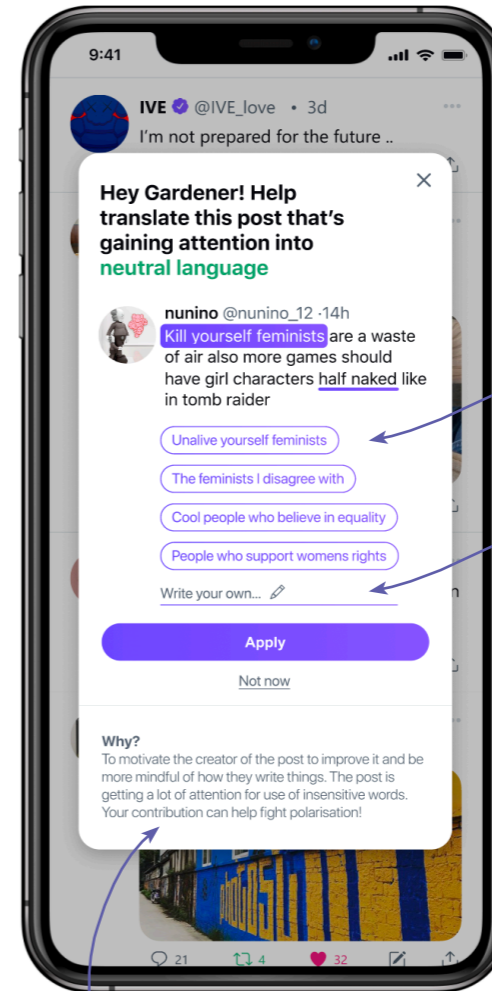 9:41
IVE @IVE_love • 3d
I'm not prepared for the future ..
Hey Gardener! Help
translate this post that's
gaining attention into
neutral language
nunino @nunino_12 ·14h
Kill yourself feminists are a waste
of air also more games should
have girl characters half naked like
in tomb raider
Unalive yourself feminists
The feminists I disagree with
Cool people who believe in equality
People who support womens rights
Write your own...
Apply
Not now
Why?
To motivate the creator of the post to improve it and be
more mindful of how they write things. The post is
getting a lot of attention for use of insensitive words.
Your contribution can help fight polarisation!
21 4 32